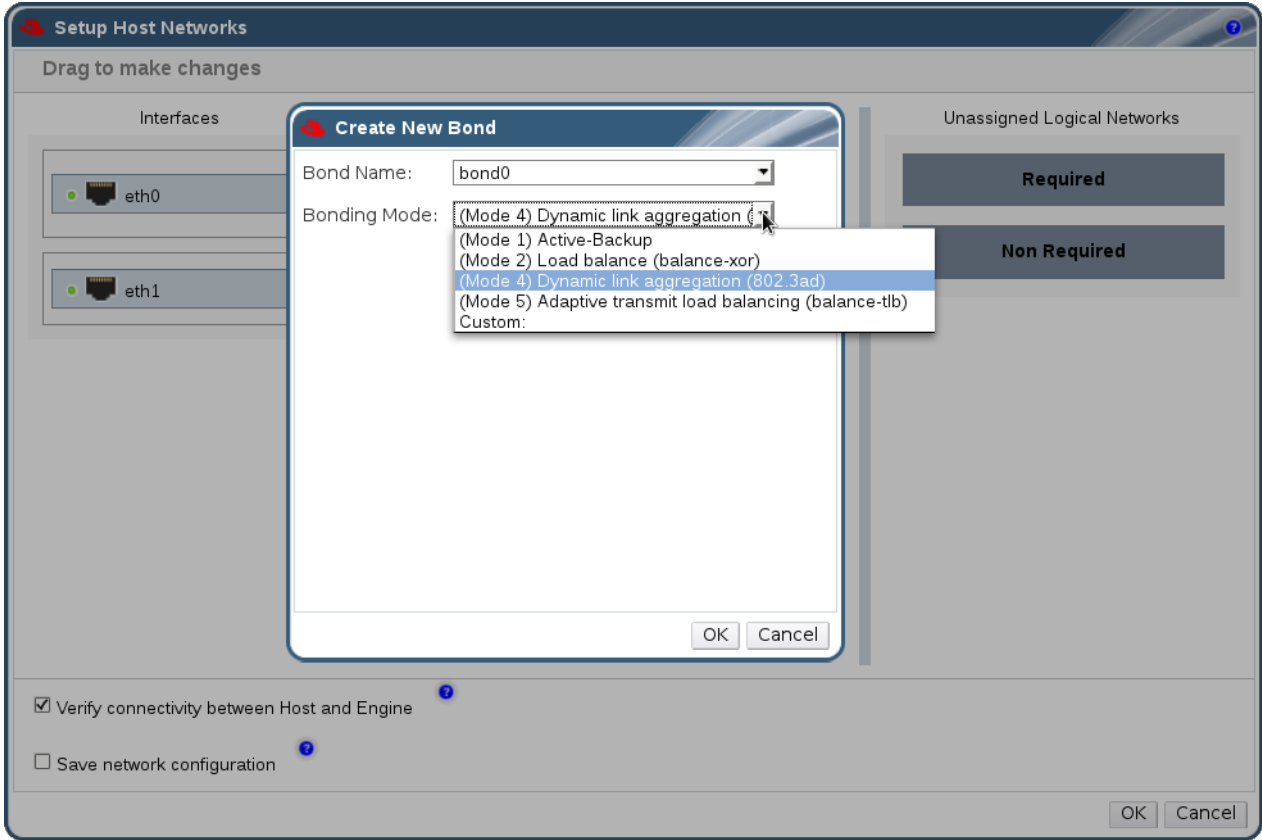 Setup Host Networks
?
Drag to make changes
Interfaces
Unassigned Logical Networks
Create New Bond
Bond Name: bond0
eth0
Required
Bonding Mode: (Mode 4) Dynamic link aggregation (
(Mode 1) Active-Backup
(Mode 2) Load balance (balance-xor)
(Mode 4) Dynamic link aggregation (802.3ad)
(Mode 5) Adaptive transmit load balancing (balance-tlb)
Custom:
Non Required
eth1
OK Cancel
Verify connectivity between Host and Engine ?
Save network configuration ?
OK Cancel